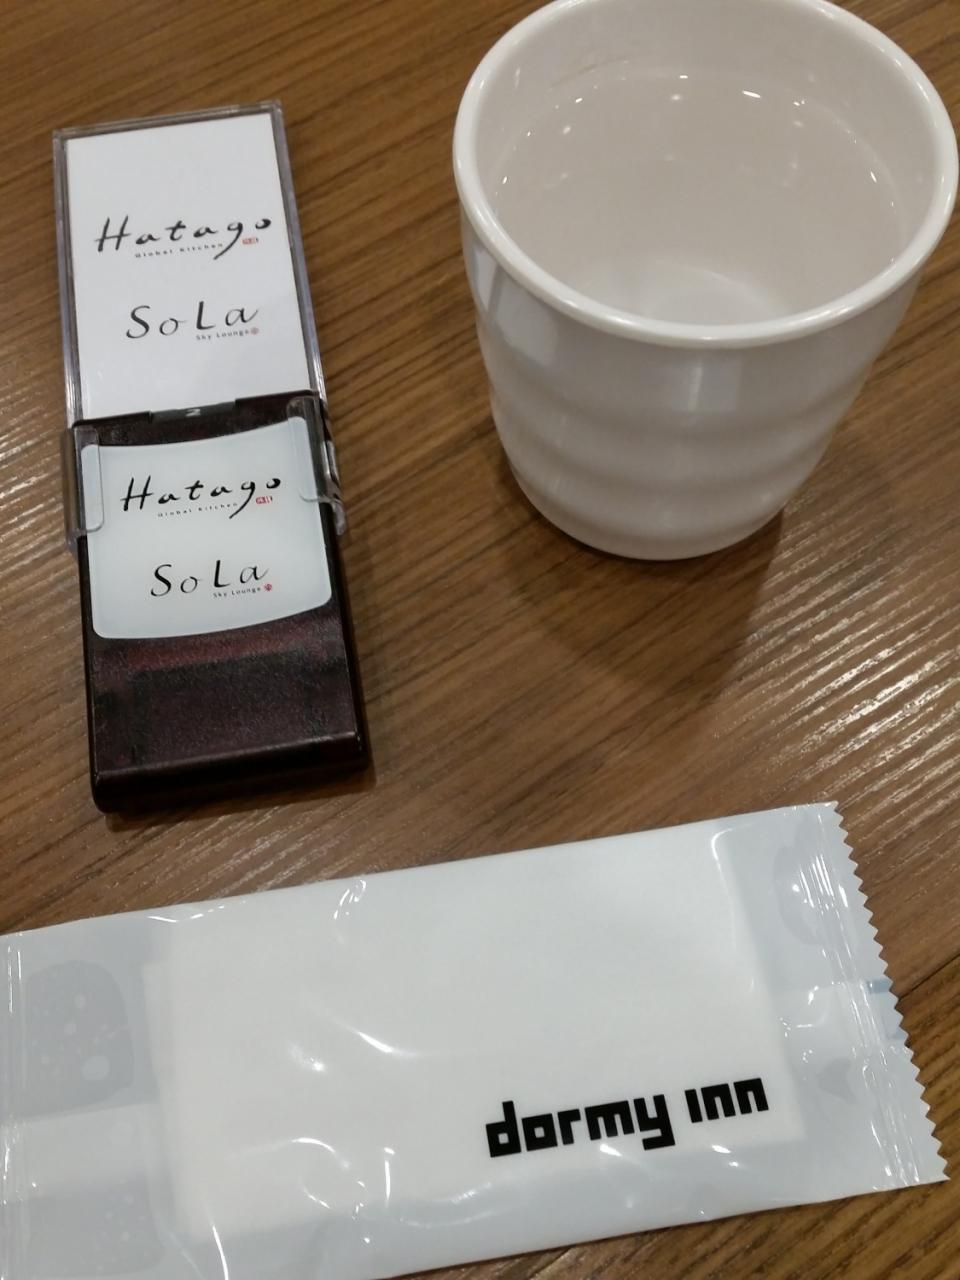 Hatago
Global Kitchen
SoLa
Sky Lounge
Hatago
Global Kitchen
SoLa
Sky Lounge
dormy inn